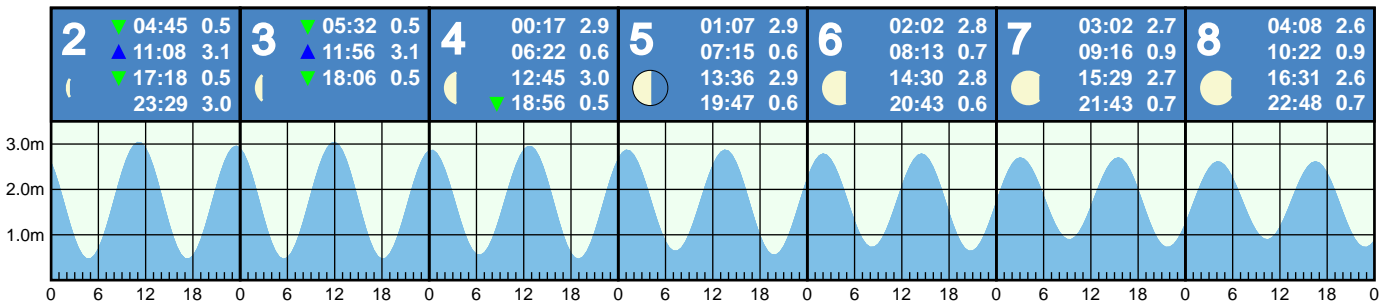 2 ▼ 04:45 0.5
▲ 11:08 3.1
▼ 17:18 0.5
23:29 3.0
3 ▼ 05:32 0.5
▲ 11:56 3.1
▼ 18:06 0.5
4 00:17 2.9
06:22 0.6
12:45 3.0
▼ 18:56 0.5
5 01:07 2.9
07:15 0.6
13:36 2.9
19:47 0.6
6 02:02 2.8
08:13 0.7
14:30 2.8
20:43 0.6
7 03:02 2.7
09:16 0.9
15:29 2.7
21:43 0.7
8 04:08 2.6
10:22 0.9
16:31 2.6
22:48 0.7
3.0m
2.0m
1.0m
0 6 12 18 0 6 12 18 0 6 12 18 0 6 12 18 0 6 12 18 0 6 12 18 0 6 12 18 0